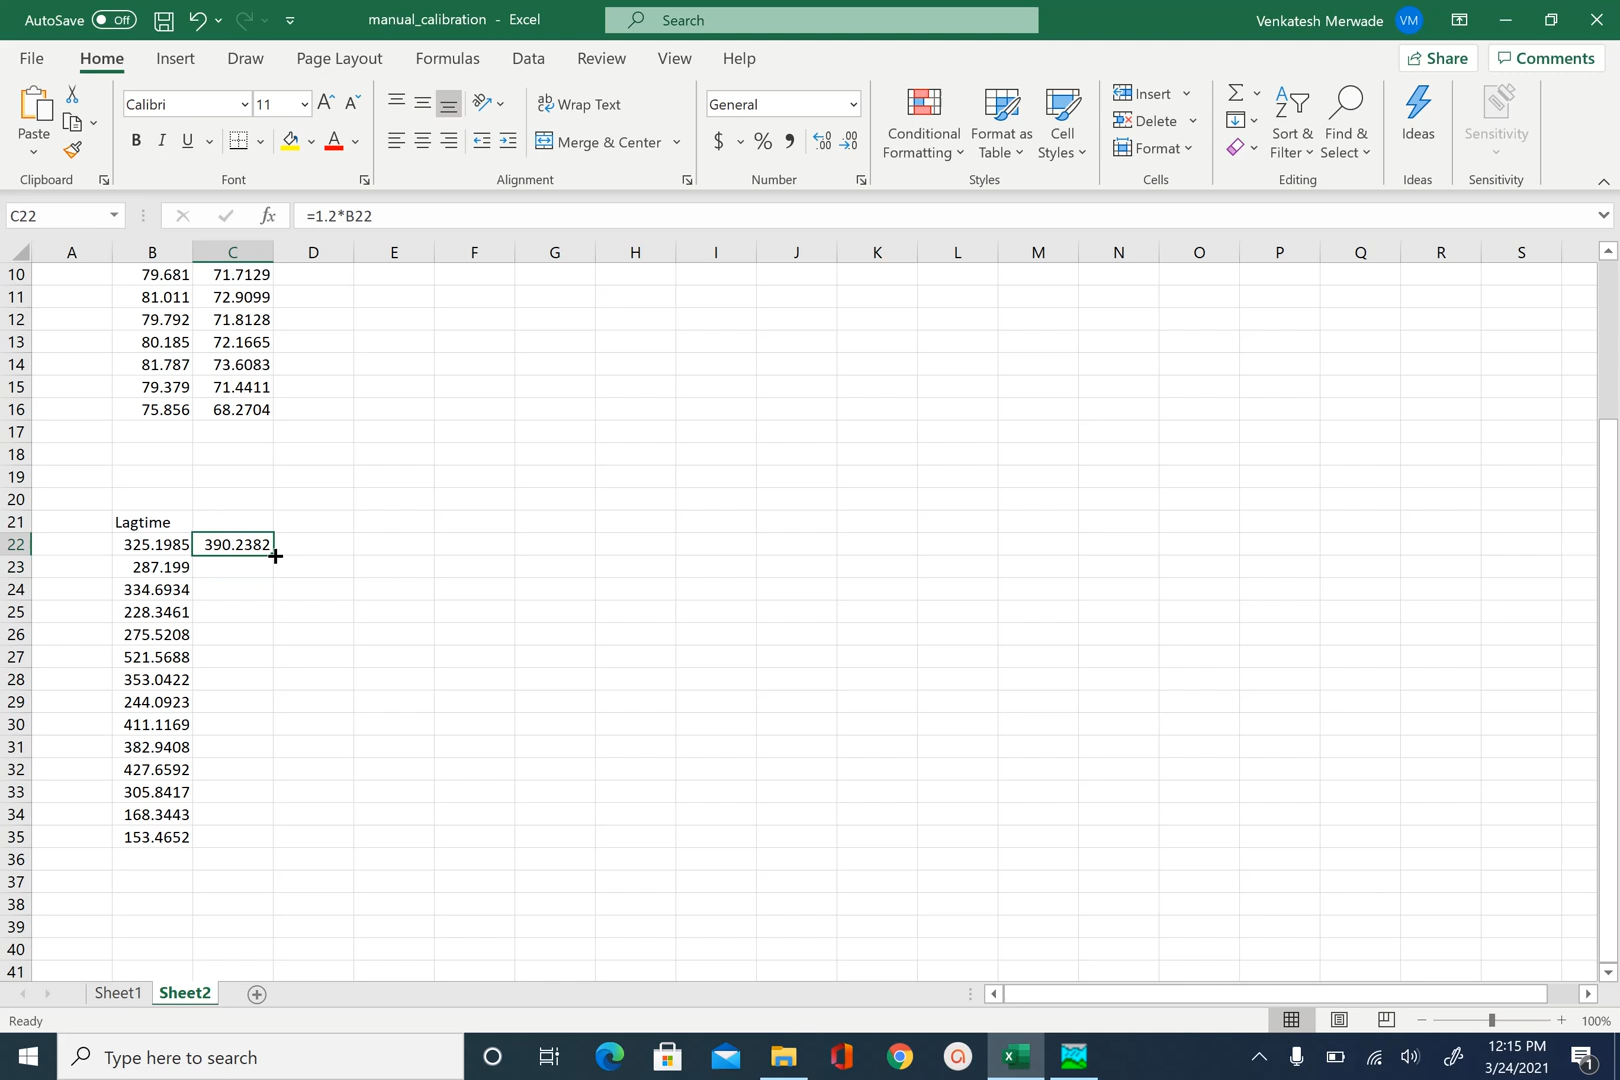 AutoSave Off manual_calibration - Excel Search Venkatesh Merwade VM
File Home Insert Draw Page Layout Formulas Data Review View Help Share Comments
Paste Calibri 11 A A Wrap Text General Conditional Formatting Format as Table Cell Styles Insert Sort & Filter Find & Select Ideas Sensitivity
B I U A Merge & Center $ % Delete
Format
Clipboard Font Alignment Number Styles Cells Editing Ideas Sensitivity
C22 fx =1.2*B22
A B C D E F G H I J K L M N O P Q R S
10 79.681 71.7129
11 81.011 72.9099
12 79.792 71.8128
13 80.185 72.1665
14 81.787 73.6083
15 79.379 71.4411
16 75.856 68.2704
17
18
19
20
21 Lagtime
22 325.1985 390.2382
23 287.199
24 334.6934
25 228.3461
26 275.5208
27 521.5688
28 353.0422
29 244.0923
30 411.1169
31 382.9408
32 427.6592
33 305.8417
34 168.3443
35 153.4652
36
37
38
39
40
41
Sheet1 Sheet2
Ready 100%
Type here to search 12:15 PM
3/24/2021 1